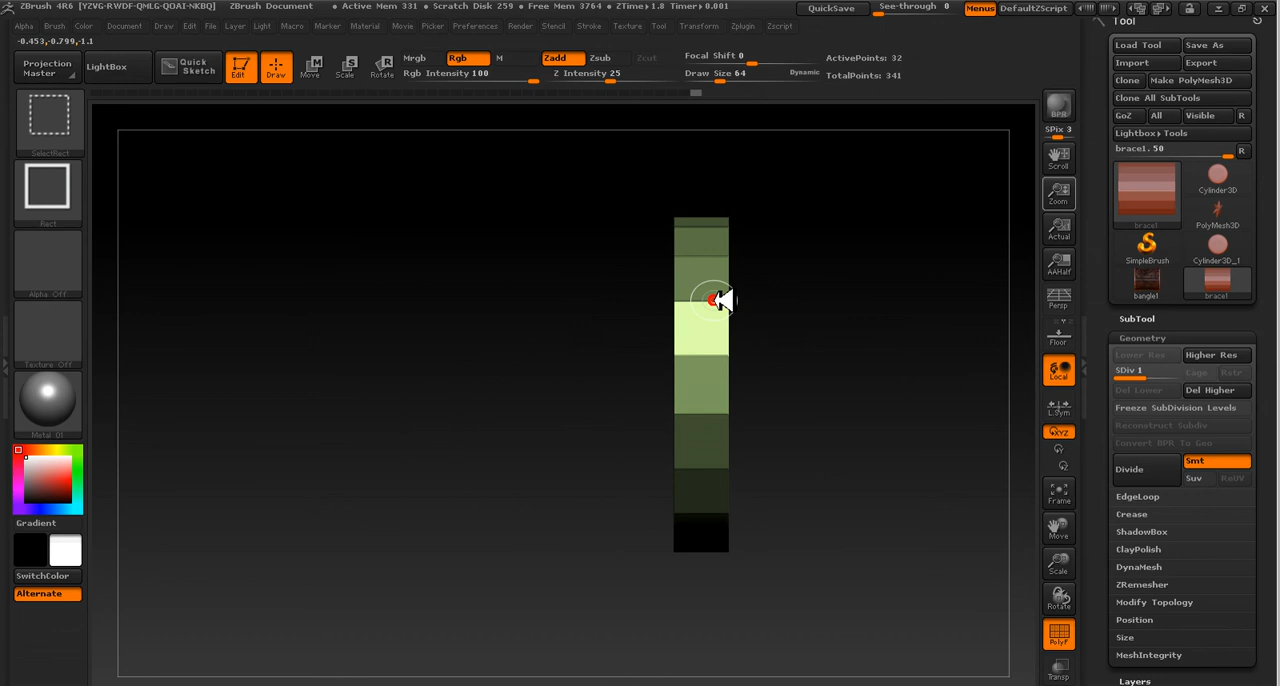 ZBrush 4R6 [YZVG-RWDF-QMLG-QOAI-NKBQ] ZBrush Document • Active Mem 331 • Scratch Disk 259 • Free Mem 3764 • ZTime▸1.8 Timer▸0.001 QuickSave See-through 0 Menus DefaultZScript
Alpha Brush Color Document Draw Edit File Layer Light Macro Marker Material Movie Picker Preferences Render Stencil Stroke Texture Tool Transform Zplugin Zscript
-0.453,-0.799,-1.1
Projection Master
LightBox
Quick Sketch
Edit
Draw
Move
Scale
Rotate
Mrgb Rgb M
Rgb Intensity 100
Zadd Zsub Zcut
Z Intensity 25
Focal Shift 0
Draw Size 64 Dynamic
ActivePoints: 32
TotalPoints: 341
SelectRect
Rect
Alpha Off
Texture Off
Metal 01
Gradient
SwitchColor
Alternate
BPR
SPix 3
Scroll
Zoom
Actual
AAHalf
Persp
Floor
Local
L.Sym
XYZ
Frame
Move
Scale
Rotate
PolyF
Transp
Tool
Load Tool Save As
Import Export
Clone Make PolyMesh3D
Clone All SubTools
GoZ All Visible R
Lightbox▸Tools
brace1. 50 R
brace1
Cylinder3D
PolyMesh3D
SimpleBrush Cylinder3D_1
bangle1 brace1
SubTool
Geometry
Lower Res Higher Res
SDiv 1 Cage Rstr
Del Lower Del Higher
Freeze SubDivision Levels
Reconstruct Subdiv
Convert BPR To Geo
Divide Smt
Suv ReUV
EdgeLoop
Crease
ShadowBox
ClayPolish
DynaMesh
ZRemesher
Modify Topology
Position
Size
MeshIntegrity
Layers